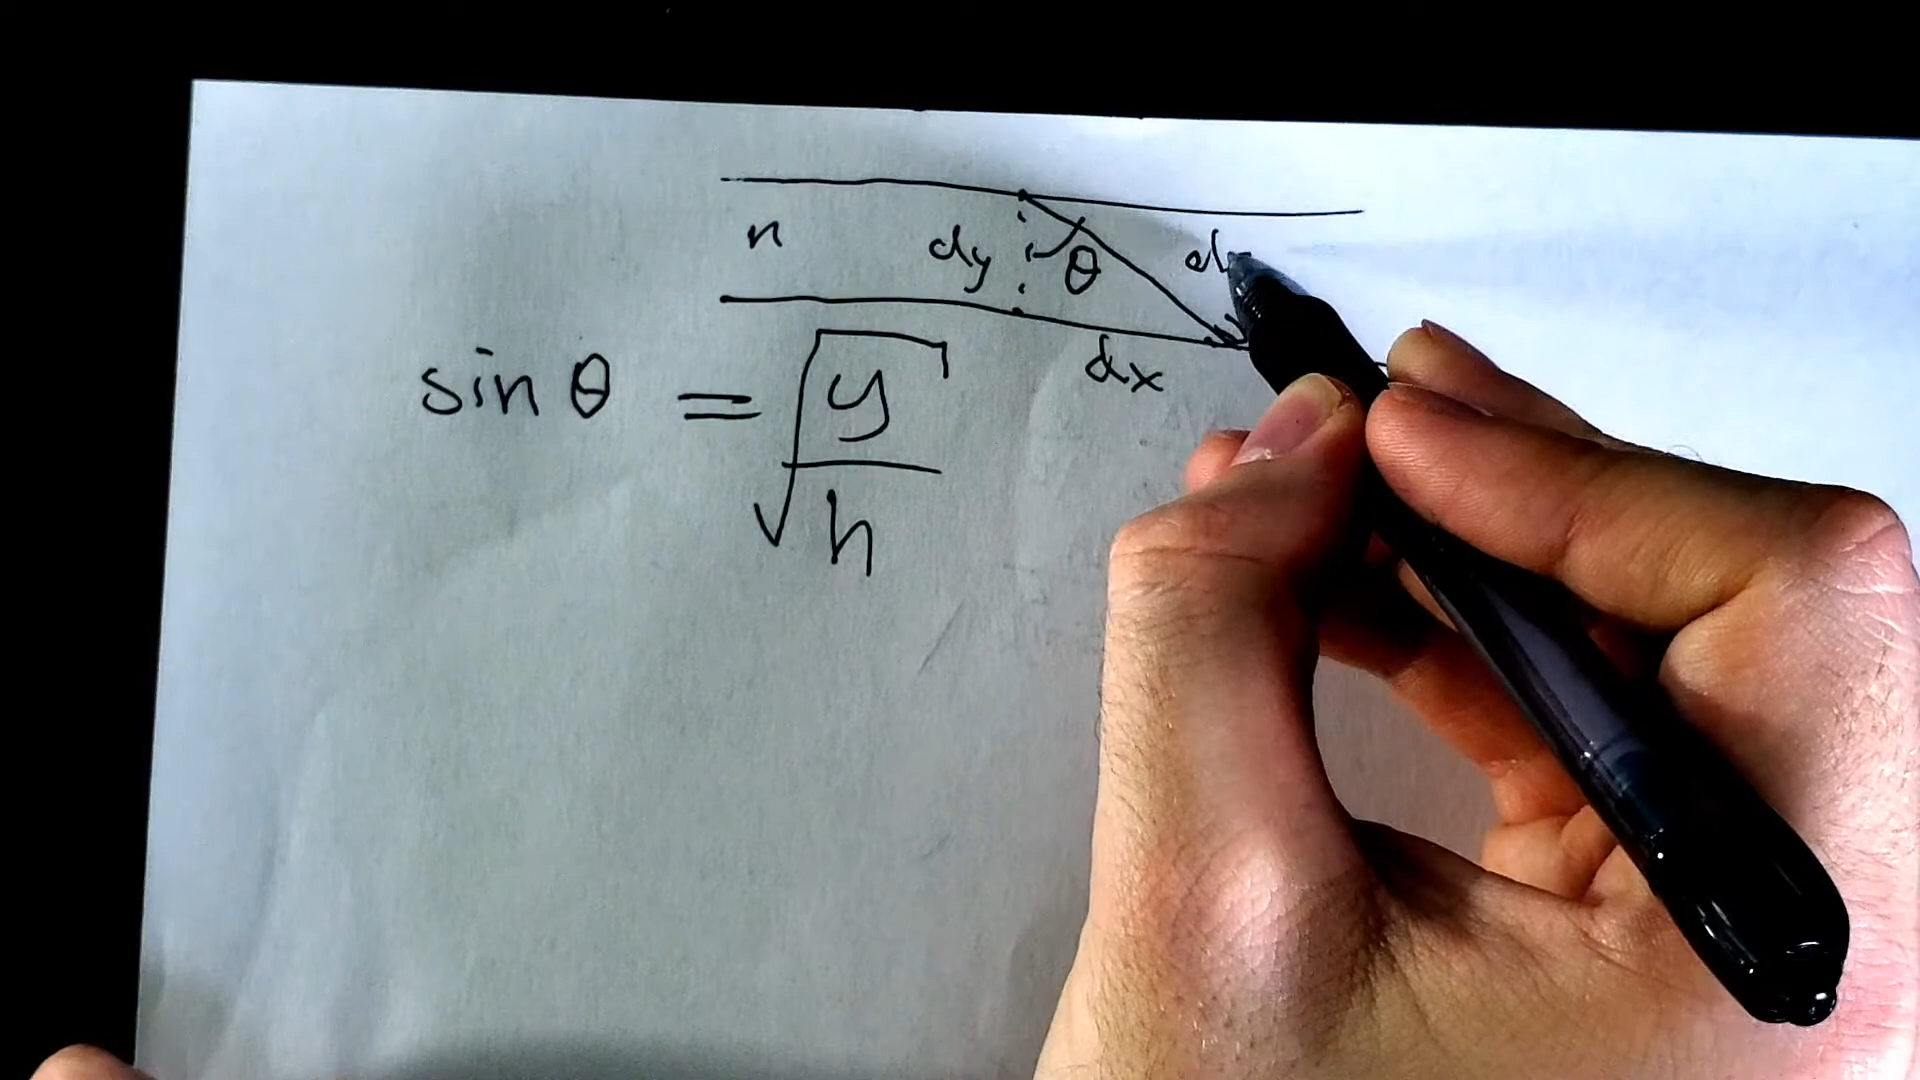 n dy θ
dx
sin θ = √y/h